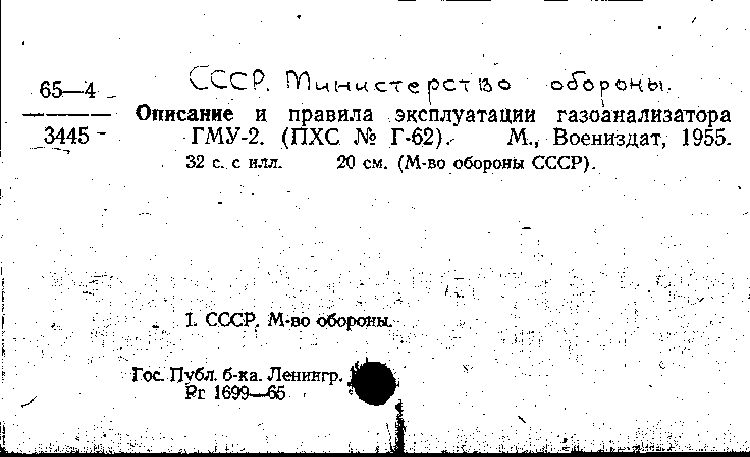 СССР. Министерство обороны.
65—4
3445
Описание и правила эксплуатации газоанализатора
ГМУ-2. (ПХС № Г-62). М., Воениздат, 1955.
32 с. с илл. 20 см. (М-во обороны СССР).
I. СССР. М-во обороны.
Гос. Публ. б-ка. Ленингр.
Рг 1699—65